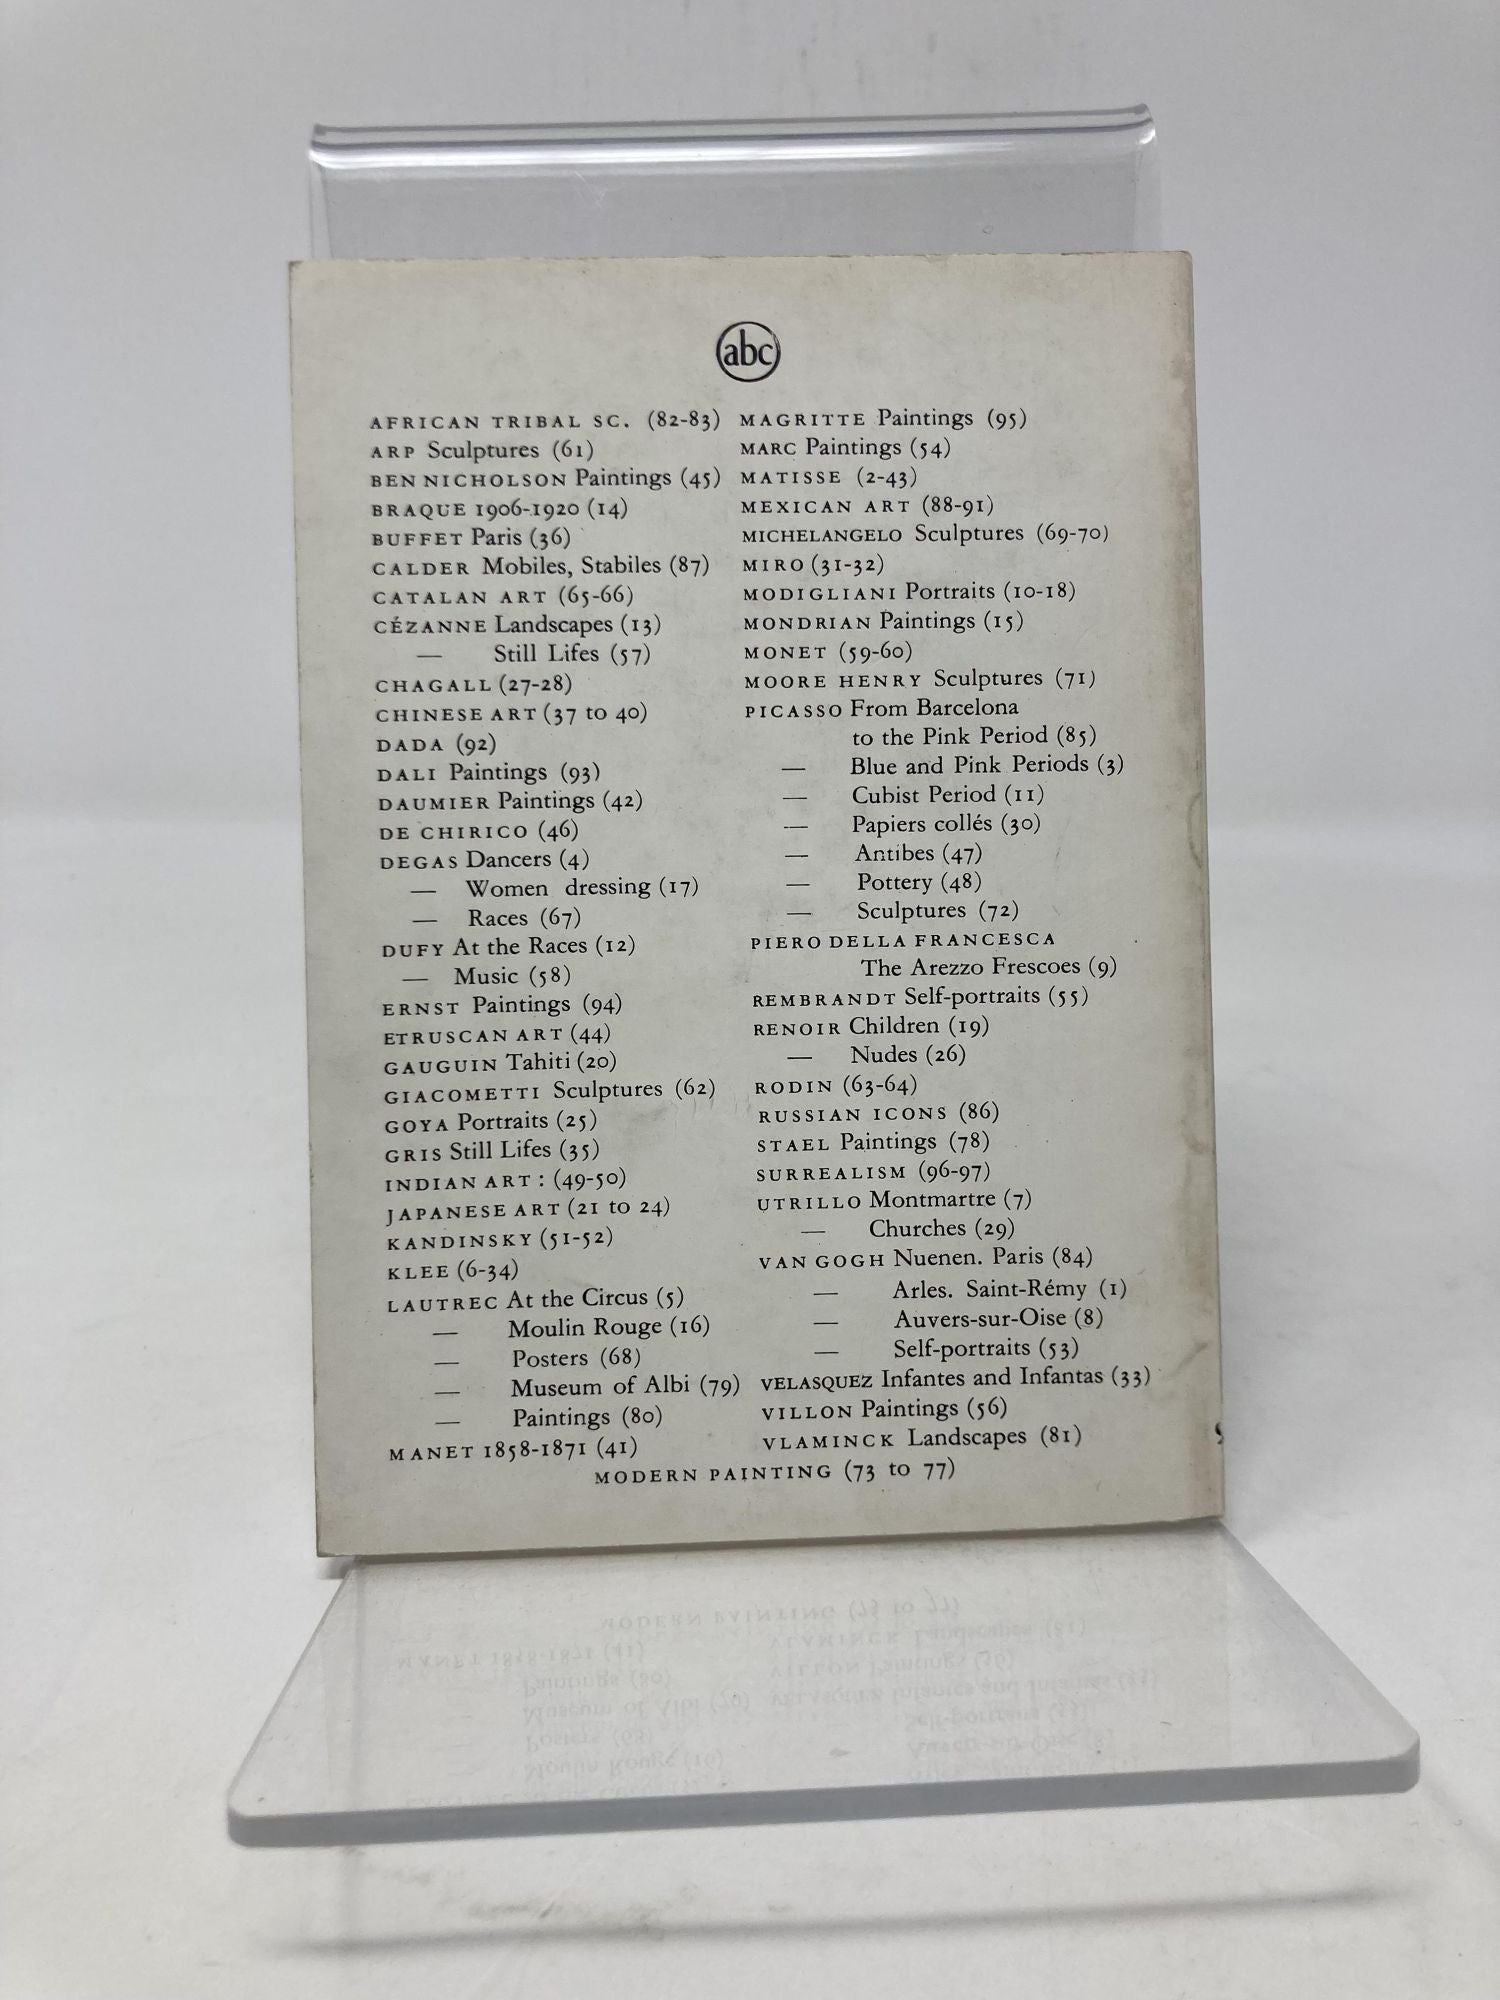 abc
AFRICAN TRIBAL SC. (82-83)
ARP Sculptures (61)
BEN NICHOLSON Paintings (45)
BRAQUE 1906-1920 (14)
BUFFET Paris (36)
CALDER Mobiles, Stabiles (87)
CATALAN ART (65-66)
CÉZANNE Landscapes (13)
— Still Lifes (57)
CHAGALL (27-28)
CHINESE ART (37 to 40)
DADA (92)
DALI Paintings (93)
DAUMIER Paintings (42)
DE CHIRICO (46)
DEGAS Dancers (4)
— Women dressing (17)
— Races (67)
DUFY At the Races (12)
— Music (58)
ERNST Paintings (94)
ETRUSCAN ART (44)
GAUGUIN Tahiti (20)
GIACOMETTI Sculptures (62)
GOYA Portraits (25)
GRIS Still Lifes (35)
INDIAN ART : (49-50)
JAPANESE ART (21 to 24)
KANDINSKY (51-52)
KLEE (6-34)
LAUTREC At the Circus (5)
— Moulin Rouge (16)
— Posters (68)
— Museum of Albi (79)
— Paintings (80)
MANET 1858-1871 (41)
MAGRITTE Paintings (95)
MARC Paintings (54)
MATISSE (2-43)
MEXICAN ART (88-91)
MICHELANGELO Sculptures (69-70)
MIRO (31-32)
MODIGLIANI Portraits (10-18)
MONDRIAN Paintings (15)
MONET (59-60)
MOORE HENRY Sculptures (71)
PICASSO From Barcelona
to the Pink Period (85)
— Blue and Pink Periods (3)
— Cubist Period (11)
— Papiers collés (30)
— Antibes (47)
— Pottery (48)
— Sculptures (72)
PIERO DELLA FRANCESCA
The Arezzo Frescoes (9)
REMBRANDT Self-portraits (55)
RENOIR Children (19)
— Nudes (26)
RODIN (63-64)
RUSSIAN ICONS (86)
STAEL Paintings (78)
SURREALISM (96-97)
UTRILLO Montmartre (7)
— Churches (29)
VAN GOGH Nuenen. Paris (84)
— Arles. Saint-Rémy (1)
— Auvers-sur-Oise (8)
— Self-portraits (53)
VELASQUEZ Infantes and Infantas (33)
VILLON Paintings (56)
VLAMINCK Landscapes (81)
MODERN PAINTING (73 to 77)